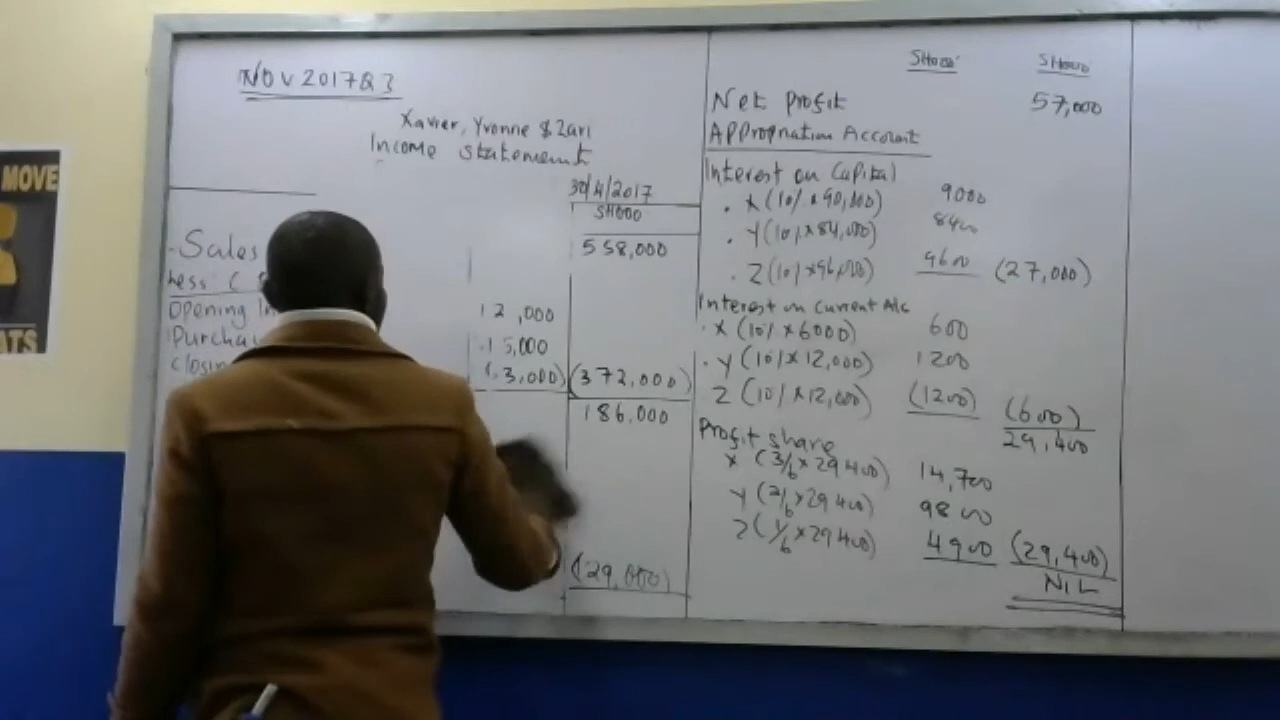 MOVE
ATS
NOV 2017 Q3
Xavier, Yvonne & Zari
Income statement
30/4/2017
SH000
Sales
558,000
Less C
Opening In
12,000
Purcha
15,000
Closin
(3,000) (372,000)
186,000
(129,000)
SH000' SH000
Net Profit 57,000
Appropriation Account
Interest on Capital
. X (10% x 90,000) 9000
. Y (10% x 84,000) 8400
. Z (10% x 96,000) 9600 (27,000)
Interest on Current A/c
. X (10% x 6000) 600
. Y (10% x 12,000) 1200
Z (10% x 12,000) (1200) (600)
29,400
Profit share
X (3/6 x 29400) 14,700
Y (2/6 x 29400) 9800
Z (1/6 x 29400) 4900 (29,400)
NIL